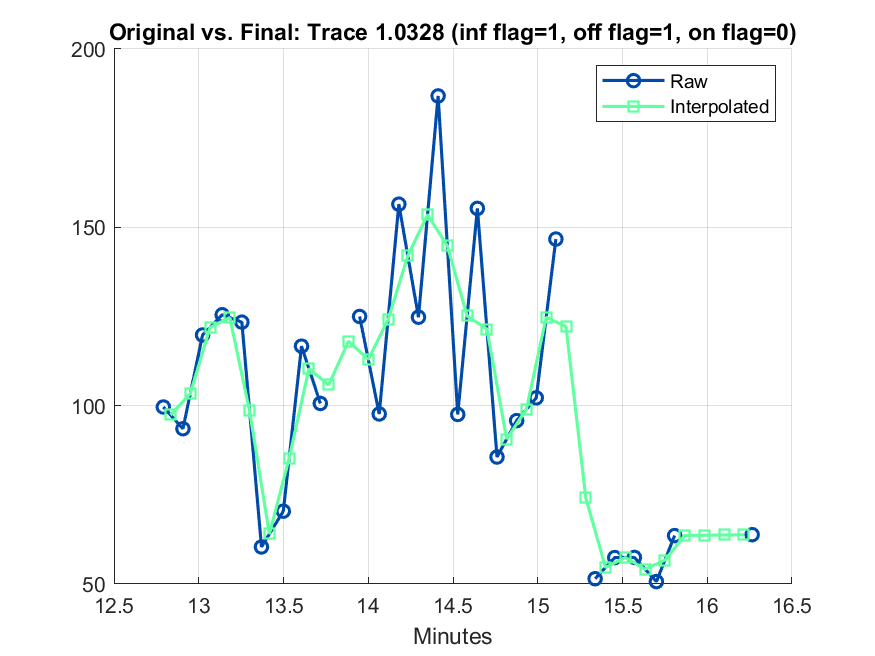 Original vs. Final: Trace 1.0328 (inf flag=1, off flag=1, on flag=0)
200
150
100
50
Raw
Interpolated
12.5 13 13.5 14 14.5 15 15.5 16 16.5
Minutes